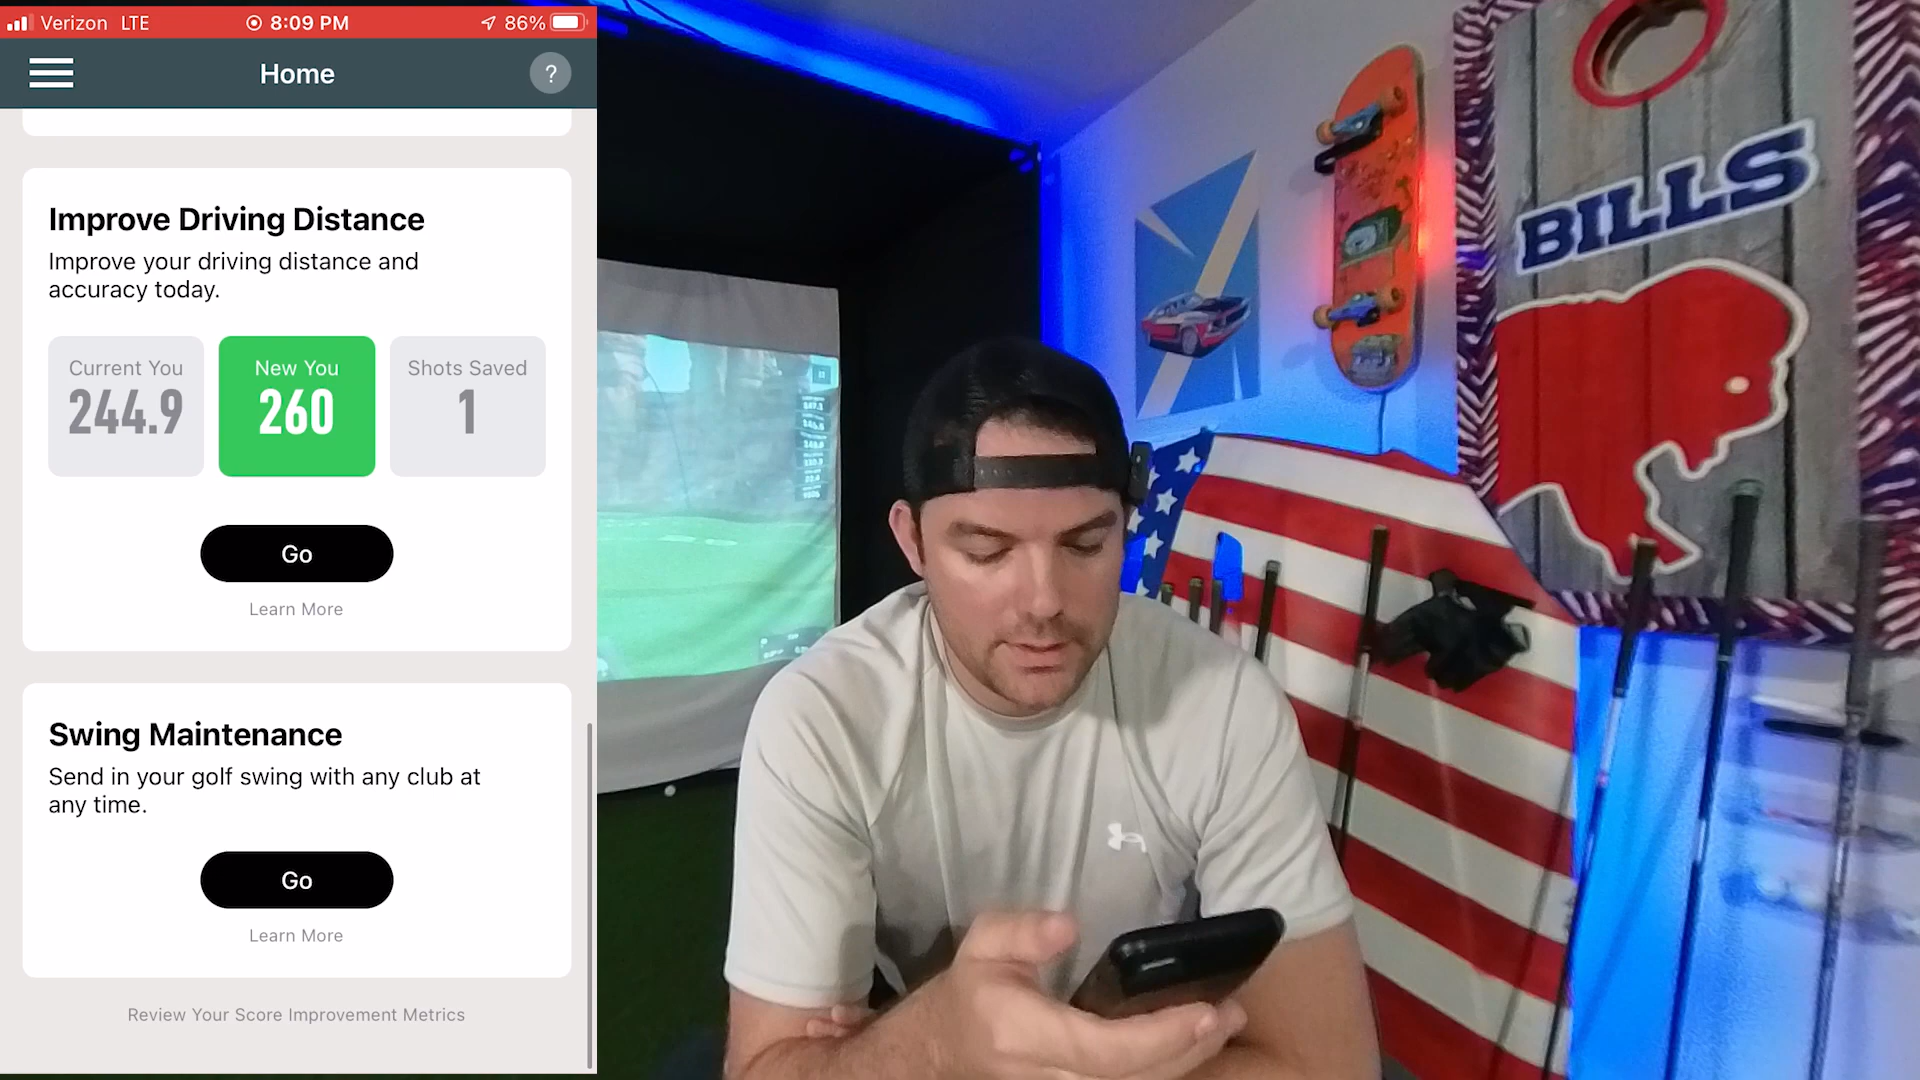 Verizon LTE 8:09 PM 86%
Home ?
Improve Driving Distance
Improve your driving distance and
accuracy today.
Current You New You Shots Saved
244.9 260 1
Go
Learn More
Swing Maintenance
Send in your golf swing with any club at
any time.
Go
Learn More
Review Your Score Improvement Metrics
BILLS